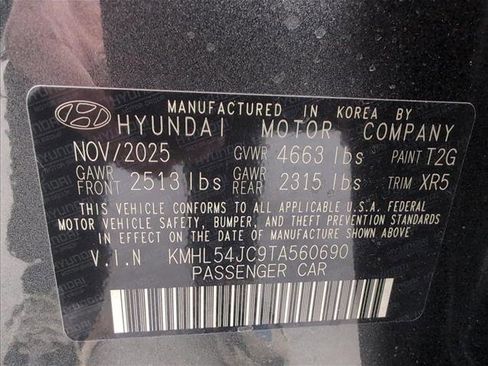 MANUFACTURED IN KOREA BY
HYUNDAI MOTOR COMPANY
NOV/2025 GVWR 4663 lbs PAINT T2G
GAWR FRONT 2513 lbs GAWR REAR 2315 lbs TRIM XR5
THIS VEHICLE CONFORMS TO ALL APPLICABLE U.S.A. FEDERAL
MOTOR VEHICLE SAFETY, BUMPER, AND THEFT PREVENTION STANDARDS
IN EFFECT ON THE DATE OF MANUFACTURE SHOWN ABOVE.
V.I.N KMHL54JC9TA560690
PASSENGER CAR